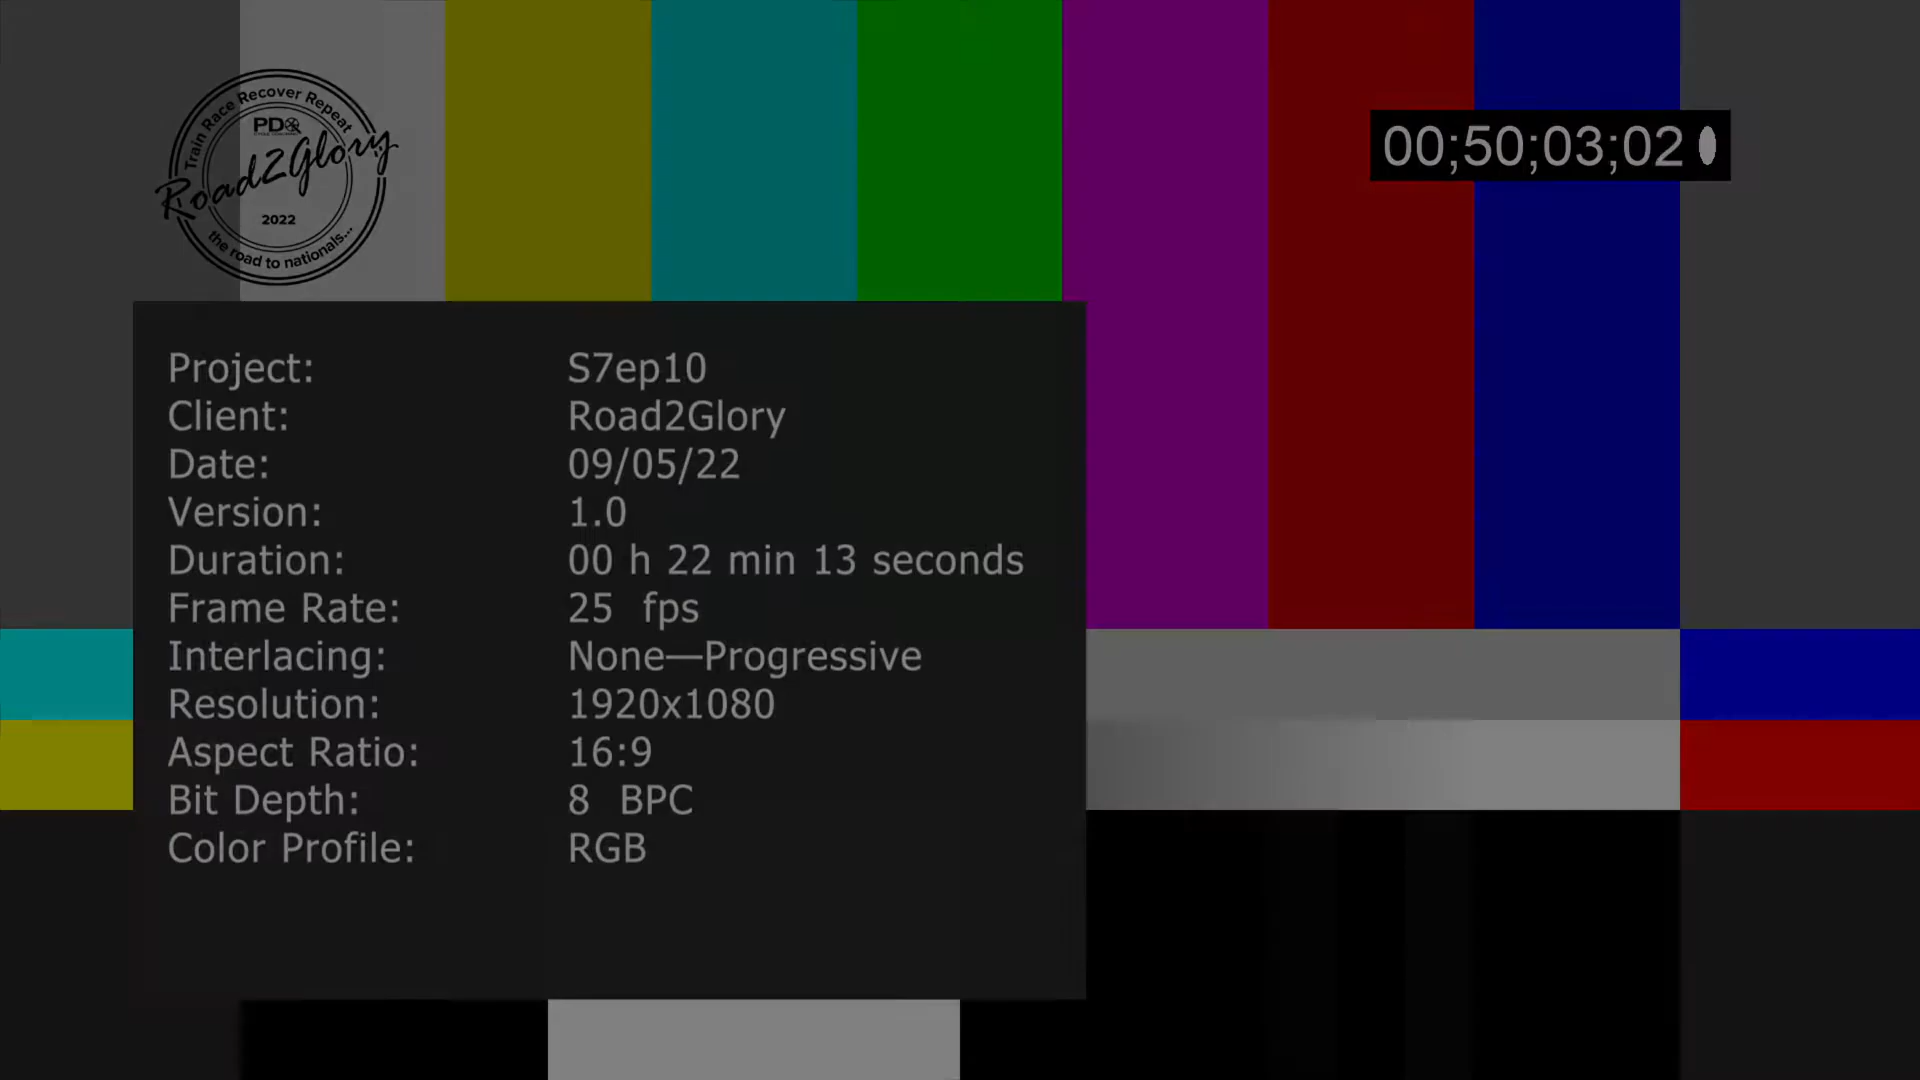 Train Race Recover Repeat
PDQ
Road2Glory
2022
the road to nationals...
00;50;03;02
Project: S7ep10
Client: Road2Glory
Date: 09/05/22
Version: 1.0
Duration: 00 h 22 min 13 seconds
Frame Rate: 25 fps
Interlacing: None—Progressive
Resolution: 1920x1080
Aspect Ratio: 16:9
Bit Depth: 8 BPC
Color Profile: RGB